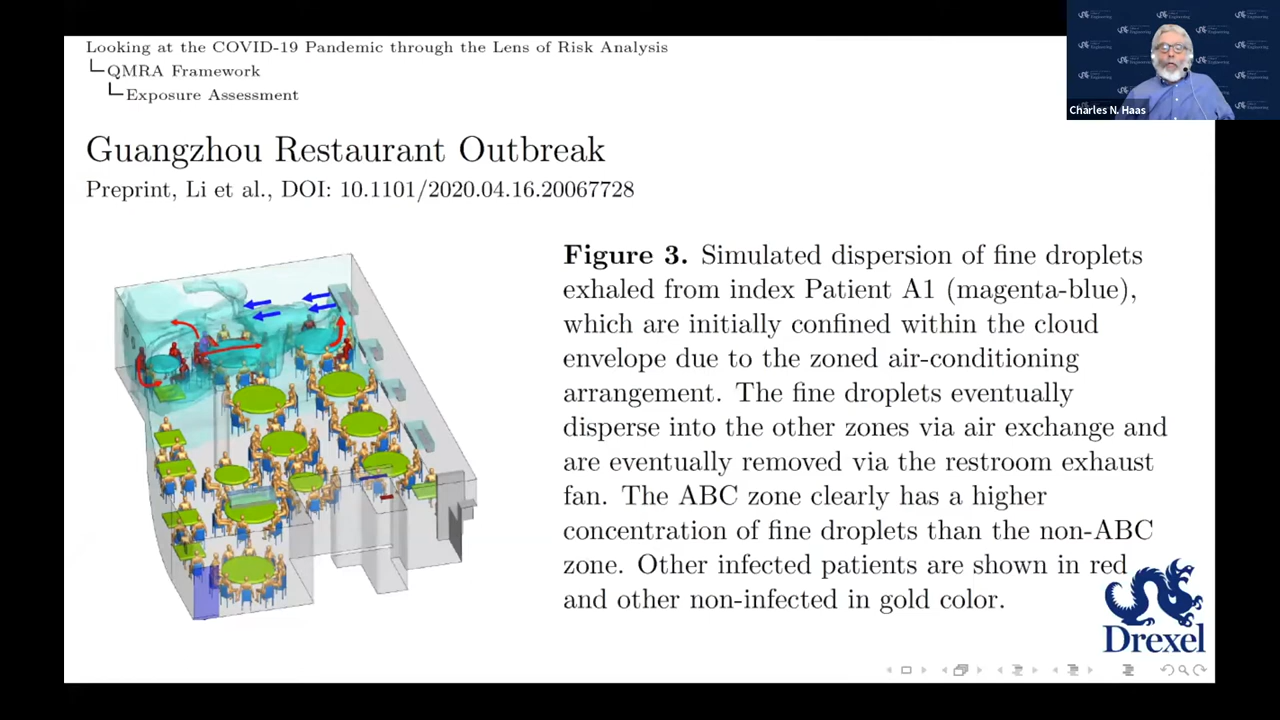 Looking at the COVID-19 Pandemic through the Lens of Risk Analysis
QMRA Framework
Exposure Assessment
Charles N. Haas
Guangzhou Restaurant Outbreak
Preprint, Li et al., DOI: 10.1101/2020.04.16.20067728
Figure 3. Simulated dispersion of fine droplets
exhaled from index Patient A1 (magenta-blue),
which are initially confined within the cloud
envelope due to the zoned air-conditioning
arrangement. The fine droplets eventually
disperse into the other zones via air exchange and
are eventually removed via the restroom exhaust
fan. The ABC zone clearly has a higher
concentration of fine droplets than the non-ABC
zone. Other infected patients are shown in red
and other non-infected in gold color.
Drexel